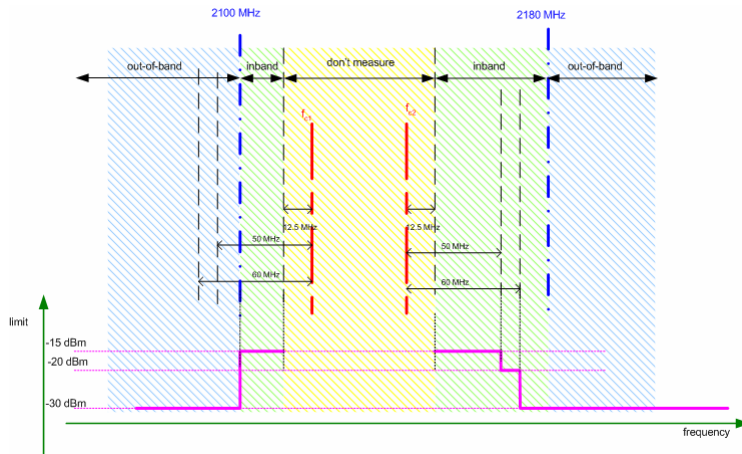 2100 MHz
2180 MHz
out-of-band
inband
don't measure
inband
out-of-band
fc1
fc2
12.5 MHz
12.5 MHz
50 MHz
50 MHz
60 MHz
60 MHz
limit
-15 dBm
-20 dBm
-30 dBm
frequency